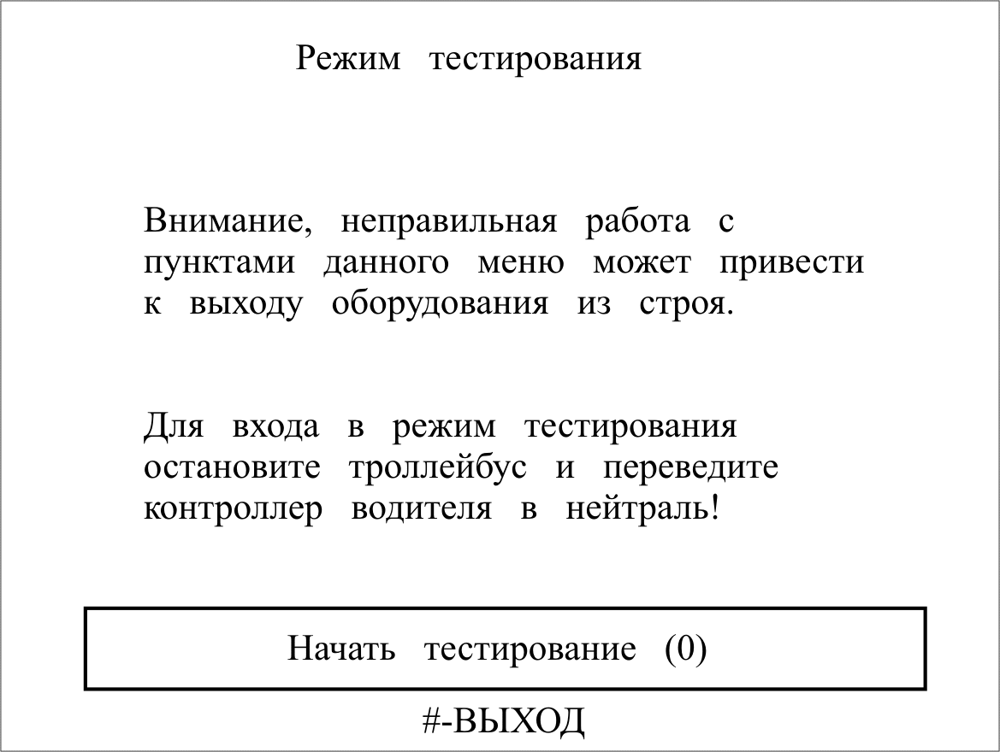 Режим тестирования
Внимание, неправильная работа с
пунктами данного меню может привести
к выходу оборудования из строя.
Для входа в режим тестирования
остановите троллейбус и переведите
контроллер водителя в нейтраль!
Начать тестирование (0)
#-ВЫХОД